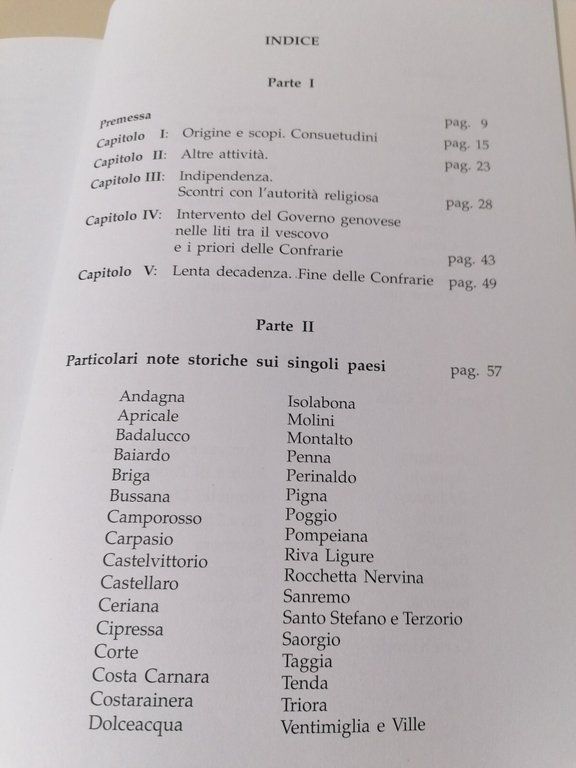 INDICE
Parte I
Premessa pag. 9
Capitolo I: Origine e scopi. Consuetudini pag. 15
Capitolo II: Altre attività. pag. 23
Capitolo III: Indipendenza.
Scontri con l'autorità religiosa pag. 28
Capitolo IV: Intervento del Governo genovese
nelle liti tra il vescovo
e i priori delle Confrarie pag. 43
Capitolo V: Lenta decadenza. Fine delle Confrarie pag. 49
Parte II
Particolari note storiche sui singoli paesi pag. 57
Andagna
Apricale
Badalucco
Baiardo
Briga
Bussana
Camporosso
Carpasio
Castelvittorio
Castellaro
Ceriana
Cipressa
Corte
Costa Carnara
Costarainera
Dolceacqua
Isolabona
Molini
Montalto
Penna
Perinaldo
Pigna
Poggio
Pompeiana
Riva Ligure
Rocchetta Nervina
Sanremo
Santo Stefano e Terzorio
Saorgio
Taggia
Tenda
Triora
Ventimiglia e Ville